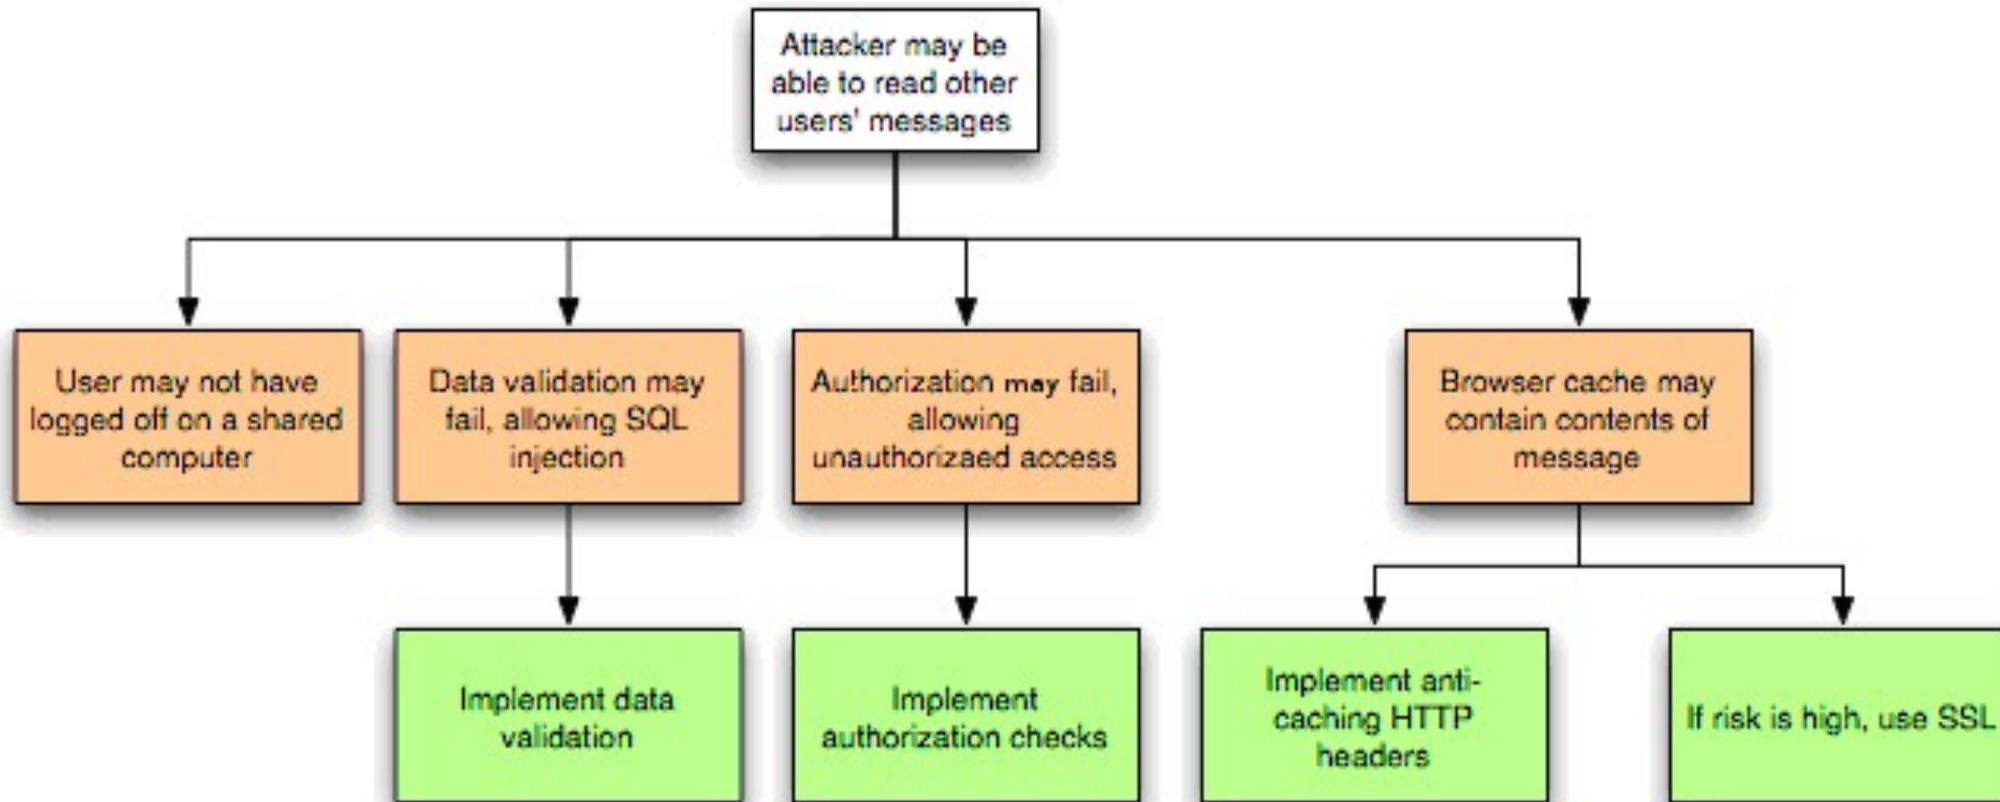 Attacker may be
able to read other
users' messages
User may not have
logged off on a shared
computer
Data validation may
fail, allowing SQL
injection
Authorization may fail,
allowing
unauthorizaed access
Browser cache may
contain contents of
message
Implement data
validation
Implement
authorization checks
Implement anti-
caching HTTP
headers
If risk is high, use SSL